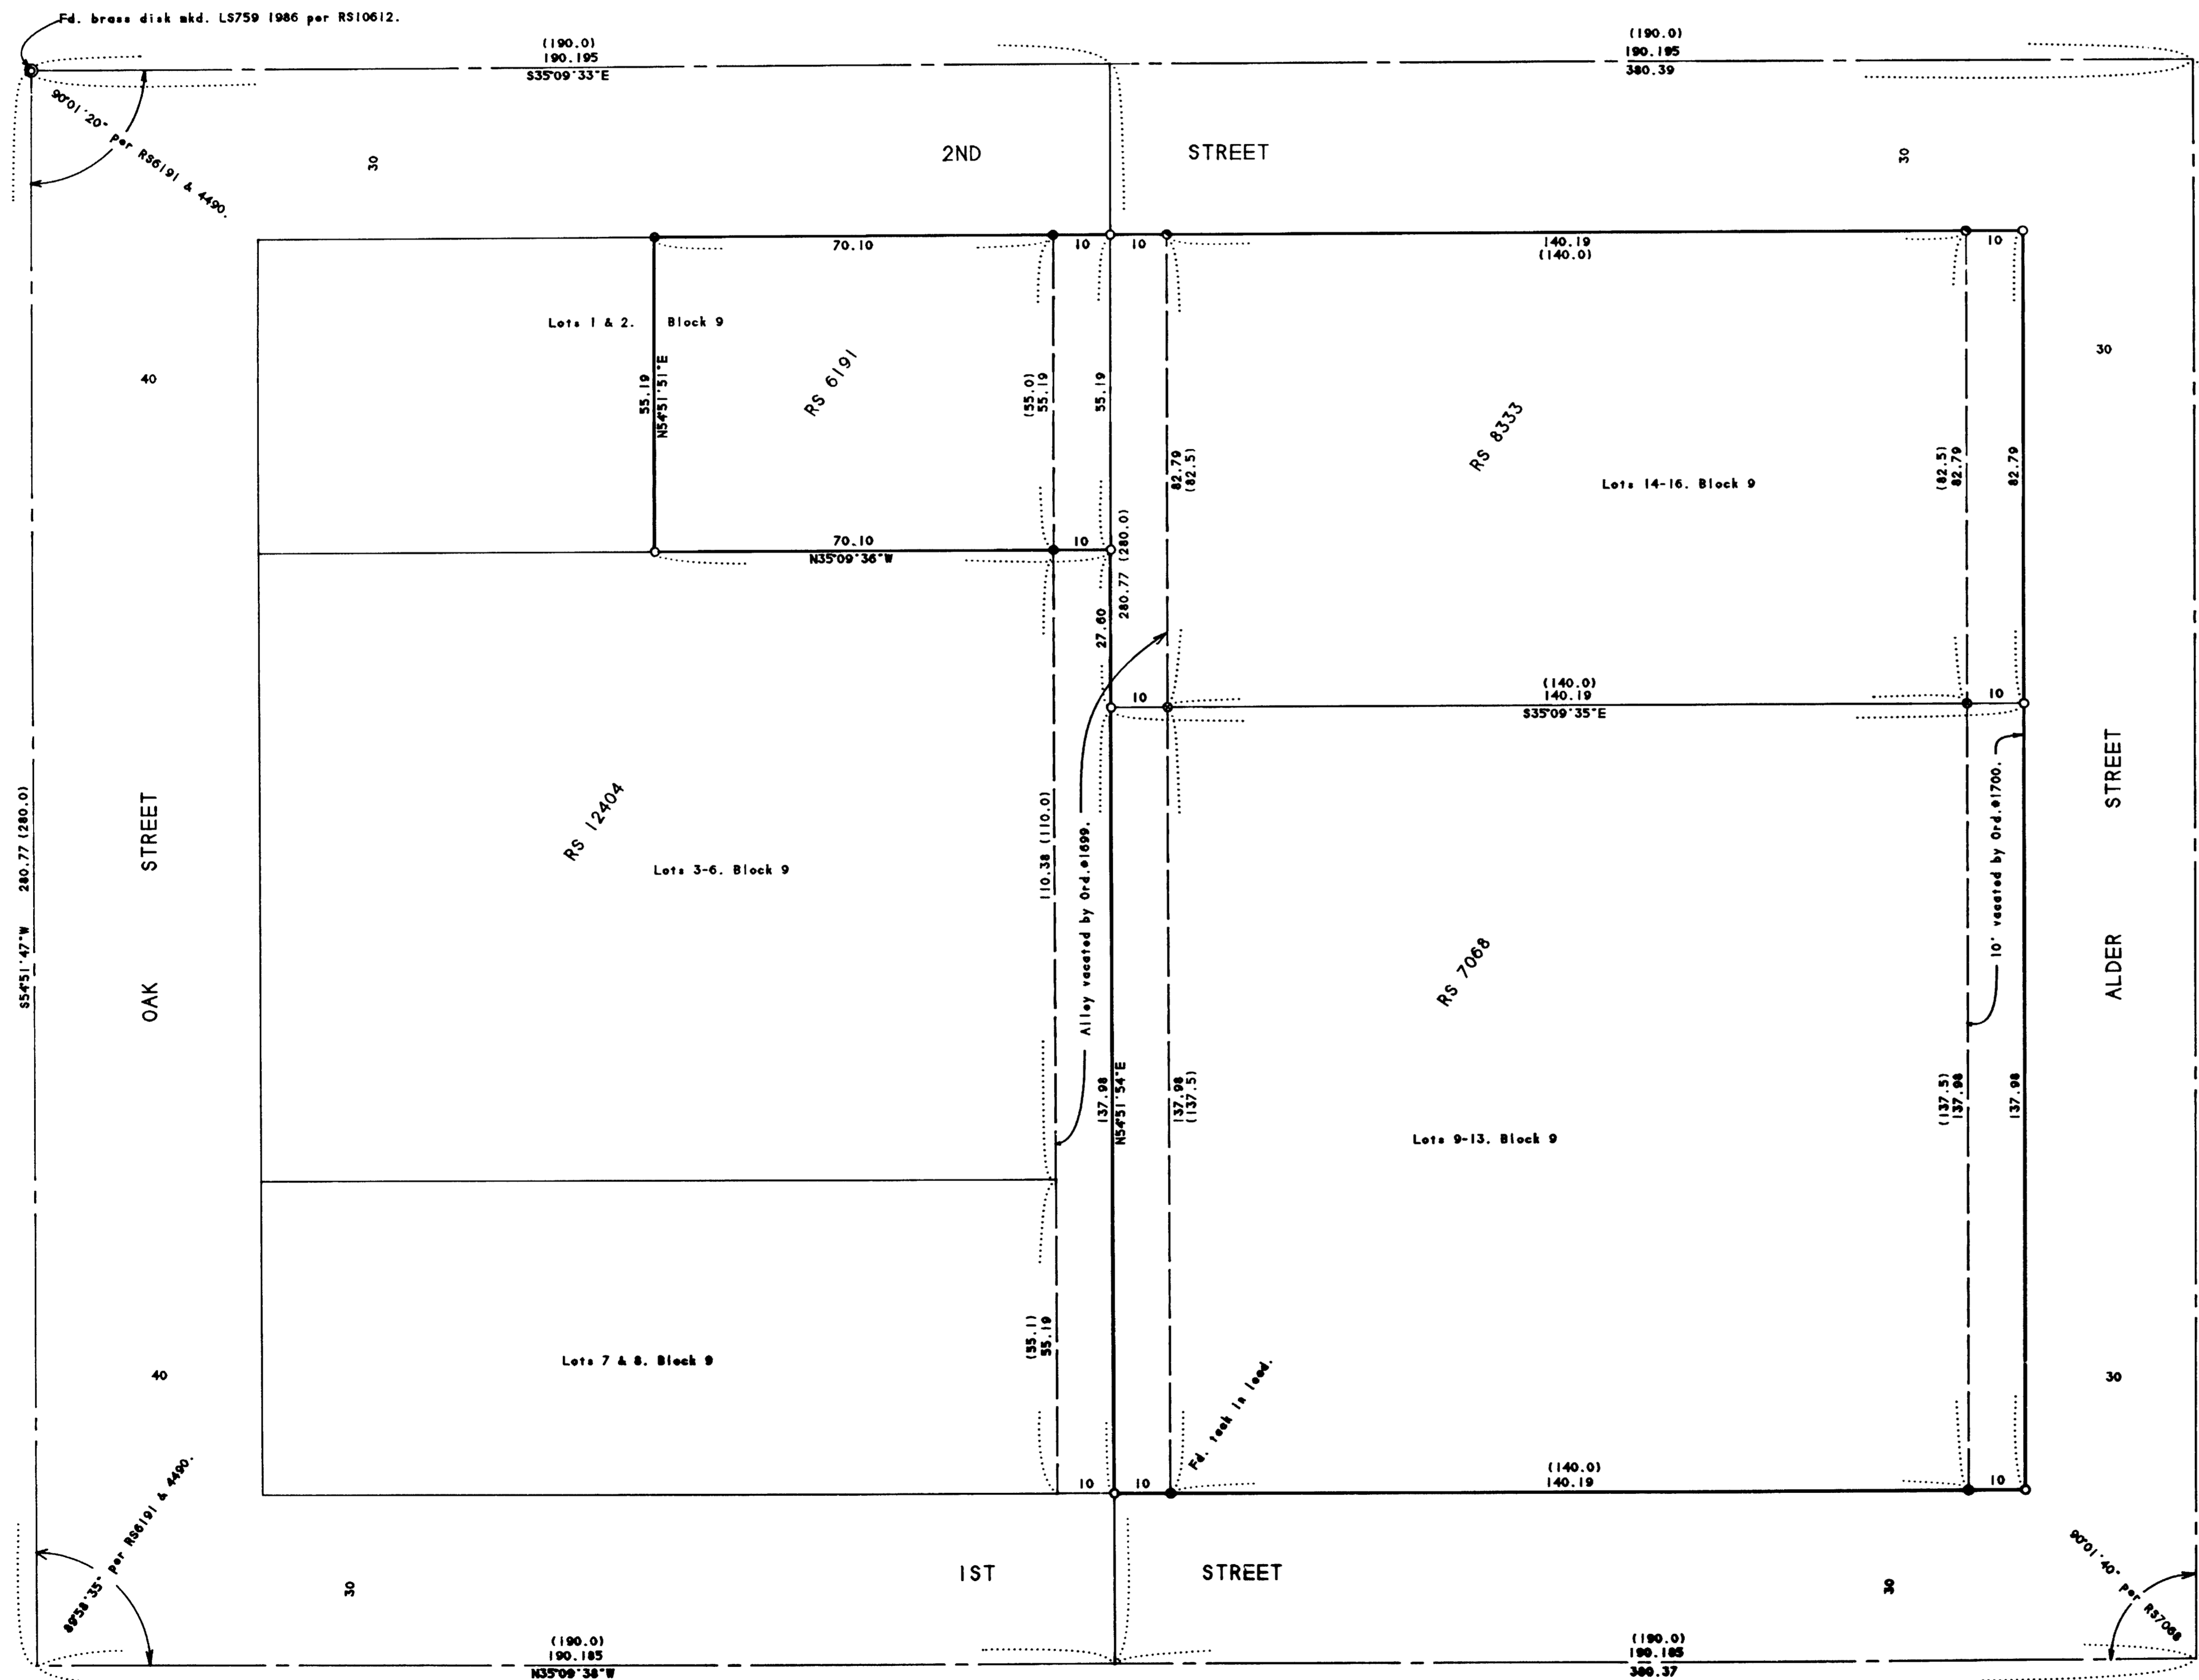 Fd. brass disk mkd. LS759 1986 per RS10612.
(190.0)
190.195
S35°09'33"E
(190.0)
190.195
380.39
90°01'20" per RS6191 & 4490.
30
2ND STREET
30
70.10
10
10
140.19
(140.0)
10
40
Lots 1 & 2. Block 9
55.19
N54°51'51"E
RS 6191
(55.0)
55.19
55.19
82.79
(82.5)
RS 8333
Lots 14-16. Block 9
(82.5)
82.79
82.79
30
70.10
N35°09'36"W
10
280.77 (280.0)
27.60
10
(140.0)
140.19
S35°09'35"E
10
S54°51'47"W 280.77 (280.0)
OAK STREET
RS 12404
Lots 3-6. Block 9
110.38 (110.0)
Alley vacated by Ord.#1699.
RS 7068
10' vacated by Ord.#1700.
ALDER STREET
137.98
N54°51'54"E
137.98
(137.5)
Lots 9-13. Block 9
(137.5)
137.98
137.98
40
Lots 7 & 8. Block 9
(55.1)
55.19
Fd. tack in lead.
30
10
10
(140.0)
140.19
10
89°58'35" per RS6191 & 4490.
30
1ST STREET
30
90°01'40" per RS7068
(190.0)
190.185
N35°09'38"W
(190.0)
190.185
380.37